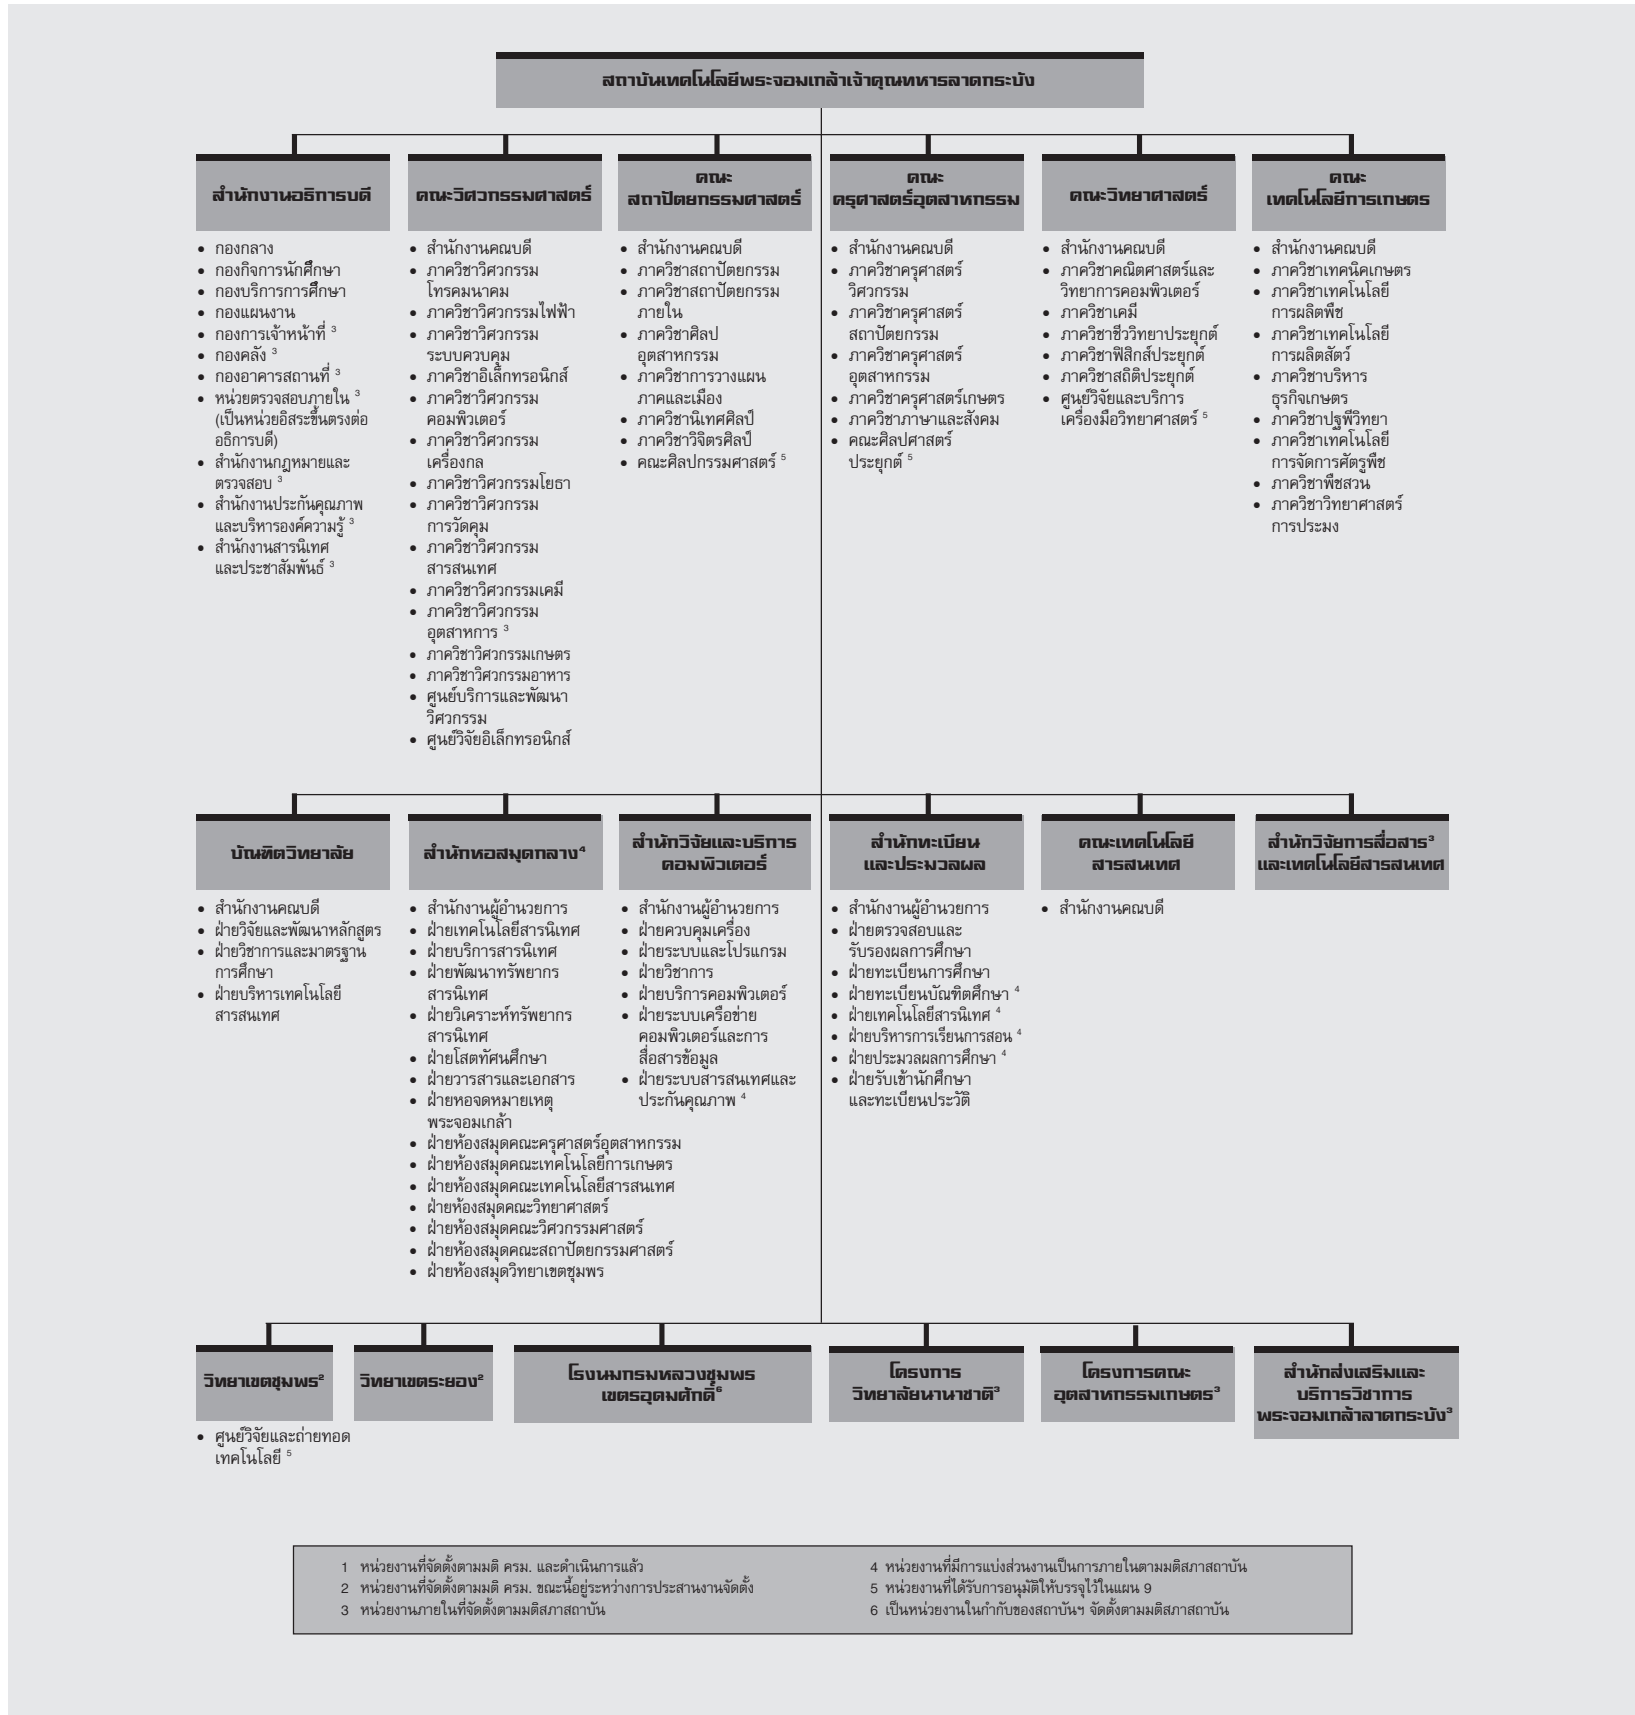 สถาบันเทคโนโลยีพระจอมเกล้าเจ้าคุณทหารลาดกระบัง
สำนักงานอธิการบดี
• กองกลาง
• กองกิจการนักศึกษา
• กองบริการการศึกษา
• กองแผนงาน
• กองการเจ้าหน้าที่ 3
• กองคลัง 3
• กองอาคารสถานที่ 3
• หน่วยตรวจสอบภายใน 3
(เป็นหน่วยอิสระขึ้นตรงต่อ
อธิการบดี)
• สำนักงานกฎหมายและ
ตรวจสอบ 3
• สำนักงานประกันคุณภาพ
และบริหารองค์ความรู้ 3
• สำนักงานสารนิเทศ
และประชาสัมพันธ์ 3
คณะวิศวกรรมศาสตร์
• สำนักงานคณบดี
• ภาควิชาวิศวกรรม
โทรคมนาคม
• ภาควิชาวิศวกรรมไฟฟ้า
• ภาควิชาวิศวกรรม
ระบบควบคุม
• ภาควิชาอิเล็กทรอนิกส์
• ภาควิชาวิศวกรรม
คอมพิวเตอร์
• ภาควิชาวิศวกรรม
เครื่องกล
• ภาควิชาวิศวกรรมโยธา
• ภาควิชาวิศวกรรม
การวัดคุม
• ภาควิชาวิศวกรรม
สารสนเทศ
• ภาควิชาวิศวกรรมเคมี
• ภาควิชาวิศวกรรม
อุตสาหการ 3
• ภาควิชาวิศวกรรมเกษตร
• ภาควิชาวิศวกรรมอาหาร
• ศูนย์บริการและพัฒนา
วิศวกรรม
• ศูนย์วิจัยอิเล็กทรอนิกส์
คณะ
สถาปัตยกรรมศาสตร์
• สำนักงานคณบดี
• ภาควิชาสถาปัตยกรรม
• ภาควิชาสถาปัตยกรรม
ภายใน
• ภาควิชาศิลป
อุตสาหกรรม
• ภาควิชาการวางแผน
ภาคและเมือง
• ภาควิชานิเทศศิลป์
• ภาควิชาวิจิตรศิลป์
• คณะศิลปกรรมศาสตร์ 5
คณะ
ครุศาสตร์อุตสาหกรรม
• สำนักงานคณบดี
• ภาควิชาครุศาสตร์
วิศวกรรม
• ภาควิชาครุศาสตร์
สถาปัตยกรรม
• ภาควิชาครุศาสตร์
อุตสาหกรรม
• ภาควิชาครุศาสตร์เกษตร
• ภาควิชาภาษาและสังคม
• คณะศิลปศาสตร์
ประยุกต์ 5
คณะวิทยาศาสตร์
• สำนักงานคณบดี
• ภาควิชาคณิตศาสตร์และ
วิทยาการคอมพิวเตอร์
• ภาควิชาเคมี
• ภาควิชาชีววิทยาประยุกต์
• ภาควิชาฟิสิกส์ประยุกต์
• ภาควิชาสถิติประยุกต์
• ศูนย์วิจัยและบริการ
เครื่องมือวิทยาศาสตร์ 5
คณะ
เทคโนโลยีการเกษตร
• สำนักงานคณบดี
• ภาควิชาเทคนิคเกษตร
• ภาควิชาเทคโนโลยี
การผลิตพืช
• ภาควิชาเทคโนโลยี
การผลิตสัตว์
• ภาควิชาบริหาร
ธุรกิจเกษตร
• ภาควิชาปฐพีวิทยา
• ภาควิชาเทคโนโลยี
การจัดการศัตรูพืช
• ภาควิชาพืชสวน
• ภาควิชาวิทยาศาสตร์
การประมง
บัณฑิตวิทยาลัย
• สำนักงานคณบดี
• ฝ่ายวิจัยและพัฒนาหลักสูตร
• ฝ่ายวิชาการและมาตรฐาน
การศึกษา
• ฝ่ายบริหารเทคโนโลยี
สารสนเทศ
สำนักหอสมุดกลาง4
• สำนักงานผู้อำนวยการ
• ฝ่ายเทคโนโลยีสารนิเทศ
• ฝ่ายบริการสารนิเทศ
• ฝ่ายพัฒนาทรัพยากร
สารนิเทศ
• ฝ่ายวิเคราะห์ทรัพยากร
สารนิเทศ
• ฝ่ายโสตทัศนศึกษา
• ฝ่ายวารสารและเอกสาร
• ฝ่ายหอจดหมายเหตุ
พระจอมเกล้า
• ฝ่ายห้องสมุดคณะครุศาสตร์อุตสาหกรรม
• ฝ่ายห้องสมุดคณะเทคโนโลยีการเกษตร
• ฝ่ายห้องสมุดคณะเทคโนโลยีสารสนเทศ
• ฝ่ายห้องสมุดคณะวิทยาศาสตร์
• ฝ่ายห้องสมุดคณะวิศวกรรมศาสตร์
• ฝ่ายห้องสมุดคณะสถาปัตยกรรมศาสตร์
• ฝ่ายห้องสมุดวิทยาเขตชุมพร
สำนักวิจัยและบริการ
คอมพิวเตอร์
• สำนักงานผู้อำนวยการ
• ฝ่ายควบคุมเครื่อง
• ฝ่ายระบบและโปรแกรม
• ฝ่ายวิชาการ
• ฝ่ายบริการคอมพิวเตอร์
• ฝ่ายระบบเครือข่าย
คอมพิวเตอร์และการ
สื่อสารข้อมูล
• ฝ่ายระบบสารสนเทศและ
ประกันคุณภาพ 4
สำนักทะเบียน
และประมวลผล
• สำนักงานผู้อำนวยการ
• ฝ่ายตรวจสอบและ
รับรองผลการศึกษา
• ฝ่ายทะเบียนการศึกษา
• ฝ่ายทะเบียนบัณฑิตศึกษา 4
• ฝ่ายเทคโนโลยีสารนิเทศ 4
• ฝ่ายบริหารการเรียนการสอน 4
• ฝ่ายประมวลผลการศึกษา 4
• ฝ่ายรับเข้านักศึกษา
และทะเบียนประวัติ
คณะเทคโนโลยี
สารสนเทศ
• สำนักงานคณบดี
สำนักวิจัยการสื่อสาร3
และเทคโนโลยีสารสนเทศ
วิทยาเขตชุมพร2
• ศูนย์วิจัยและถ่ายทอด
เทคโนโลยี 5
วิทยาเขตระยอง2
โรงนมกรมหลวงชุมพร
เขตรอุดมศักดิ์6
โครงการ
วิทยาลัยนานาชาติ3
โครงการคณะ
อุตสาหกรรมเกษตร3
สำนักส่งเสริมและ
บริการวิชาการ
พระจอมเกล้าลาดกระบัง3
1 หน่วยงานที่จัดตั้งตามมติ ครม. และดำเนินการแล้ว
2 หน่วยงานที่จัดตั้งตามมติ ครม. ขณะนี้อยู่ระหว่างการประสานงานจัดตั้ง
3 หน่วยงานภายในที่จัดตั้งตามมติสภาสถาบัน
4 หน่วยงานที่มีการแบ่งส่วนงานเป็นการภายในตามมติสภาสถาบัน
5 หน่วยงานที่ได้รับการอนุมัติให้บรรจุไว้ในแผน 9
6 เป็นหน่วยงานในกำกับของสถาบันฯ จัดตั้งตามมติสภาสถาบัน